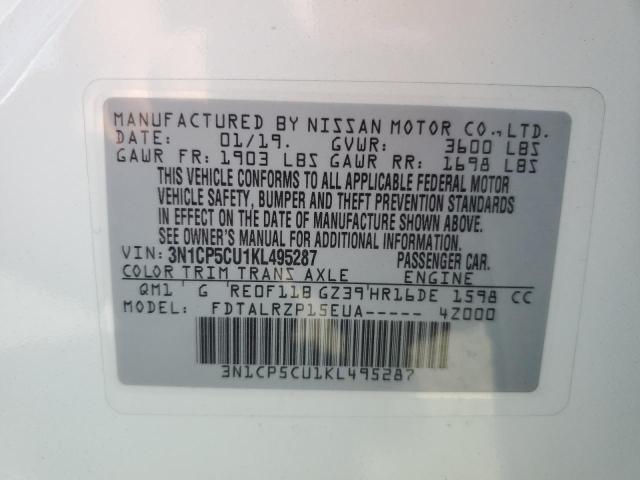 MANUFACTURED BY NISSAN MOTOR CO.,LTD.
DATE: 01/19. GVWR: 3600 LBS
GAWR FR: 1903 LBS GAWR RR: 1698 LBS
THIS VEHICLE CONFORMS TO ALL APPLICABLE FEDERAL MOTOR
VEHICLE SAFETY, BUMPER AND THEFT PREVENTION STANDARDS
IN EFFECT ON THE DATE OF MANUFACTURE SHOWN ABOVE.
SEE OWNER'S MANUAL FOR ADDITIONAL INFORMATION.
VIN: 3N1CP5CU1KL495287 PASSENGER CAR.
COLOR TRIM TRANS AXLE ENGINE
QM1 ' G 'RE0F11B GZ39'HR16DE 1598 CC
MODEL: FDTALRZP15EUA----- 4Z000
3N1CP5CU1KL495287